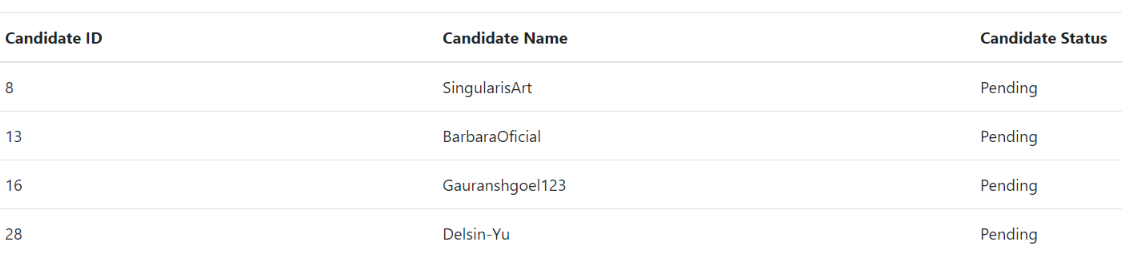 Candidate ID Candidate Name Candidate Status
8 SingularisArt Pending
13 BarbaraOficial Pending
16 Gauranshgoel123 Pending
28 Delsin-Yu Pending